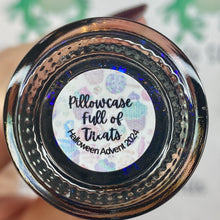 Pillowcase
Full of
Treats
Halloween Advent 2024